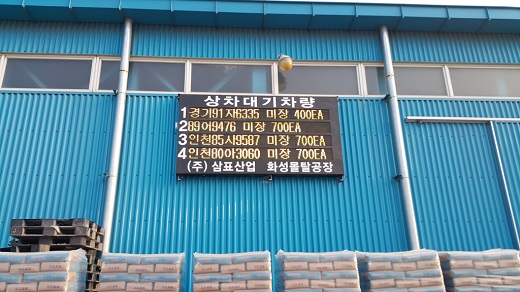 상차대기차량
1 경기91자6335 미장 400EA
2 89어9476 미장 700EA
3 인천85사9587 미장 700EA
4 인천80아3060 미장 700EA
(주) 삼표산업 화성몰탈공장